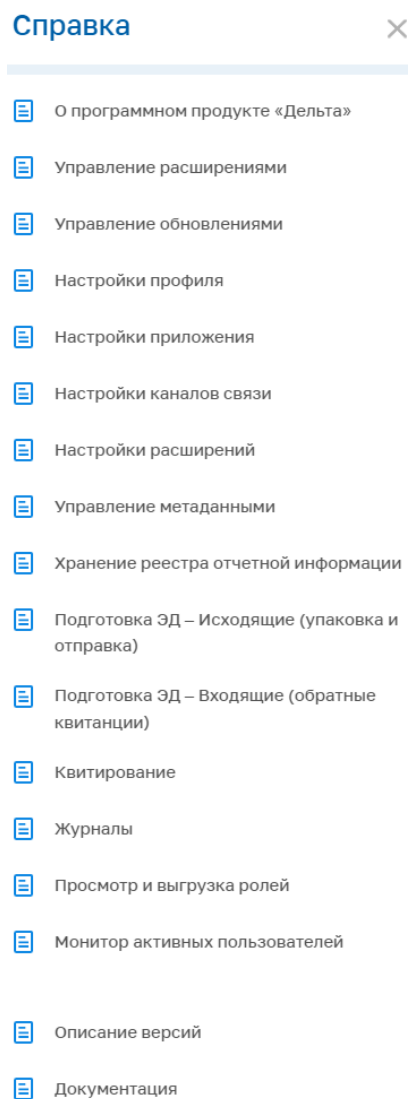 Справка
О программном продукте «Дельта»
Управление расширениями
Управление обновлениями
Настройки профиля
Настройки приложения
Настройки каналов связи
Настройки расширений
Управление метаданными
Хранение реестра отчетной информации
Подготовка ЭД – Исходящие (упаковка и
отправка)
Подготовка ЭД – Входящие (обратные
квитанции)
Квитирование
Журналы
Просмотр и выгрузка ролей
Монитор активных пользователей
Описание версий
Документация